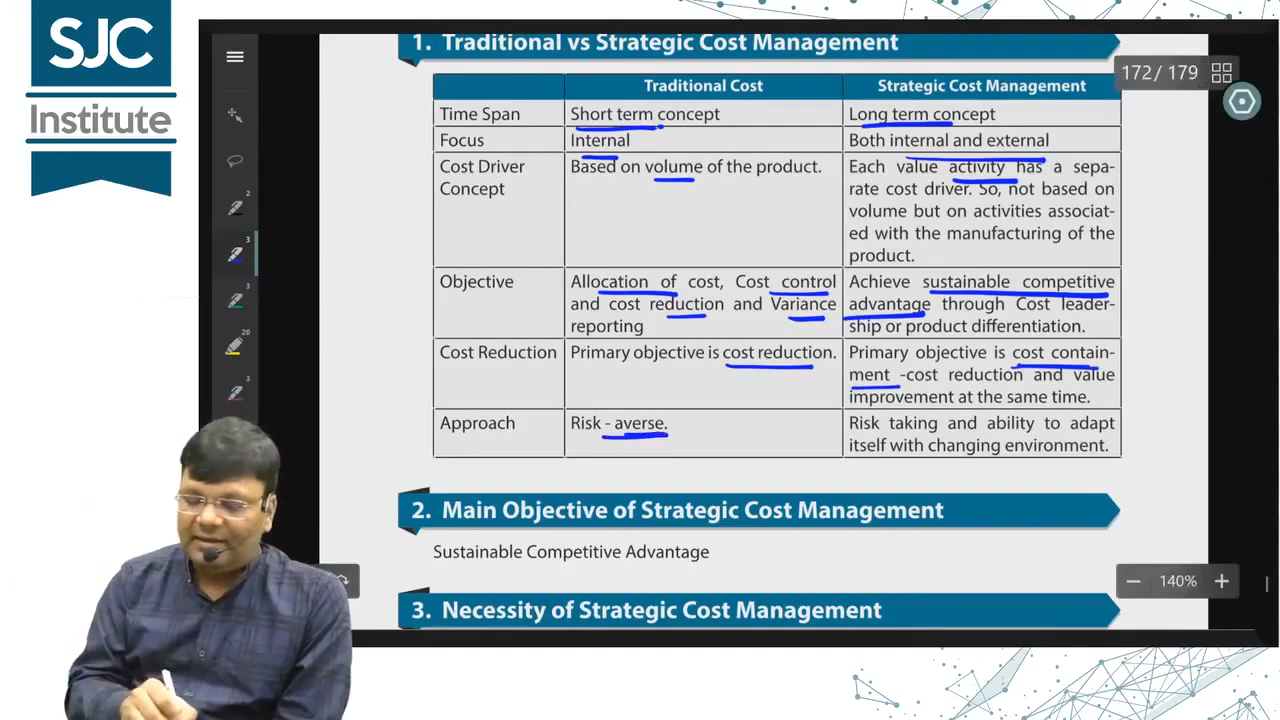 SJC
Institute
1. Traditional vs Strategic Cost Management
172 / 179
Traditional Cost
Strategic Cost Management
Time Span
Short term concept
Long term concept
Focus
Internal
Both internal and external
Cost Driver
Concept
Based on volume of the product.
Each value activity has a sepa-
rate cost driver. So, not based on
volume but on activities associat-
ed with the manufacturing of the
product.
Objective
Allocation of cost, Cost control
and cost reduction and Variance
reporting
Achieve sustainable competitive
advantage through Cost leader-
ship or product differentiation.
Cost Reduction
Primary objective is cost reduction.
Primary objective is cost contain-
ment -cost reduction and value
improvement at the same time.
Approach
Risk - averse.
Risk taking and ability to adapt
itself with changing environment.
2. Main Objective of Strategic Cost Management
Sustainable Competitive Advantage
3. Necessity of Strategic Cost Management
140%
2
3
3
20
3